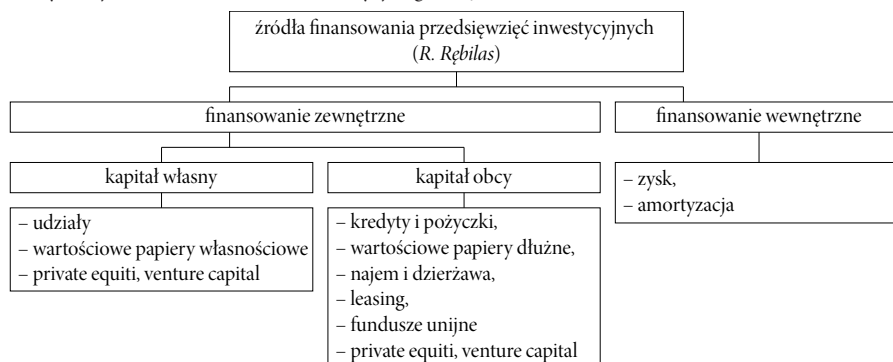 źródła finansowania przedsięwzięć inwestycyjnych
(R. Rębilas)
finansowanie zewnętrzne
finansowanie wewnętrzne
kapitał własny
kapitał obcy
– zysk,
– amortyzacja
– udziały
– wartościowe papiery własnościowe
– private equiti, venture capital
– kredyty i pożyczki,
– wartościowe papiery dłużne,
– najem i dzierżawa,
– leasing,
– fundusze unijne
– private equiti, venture capital